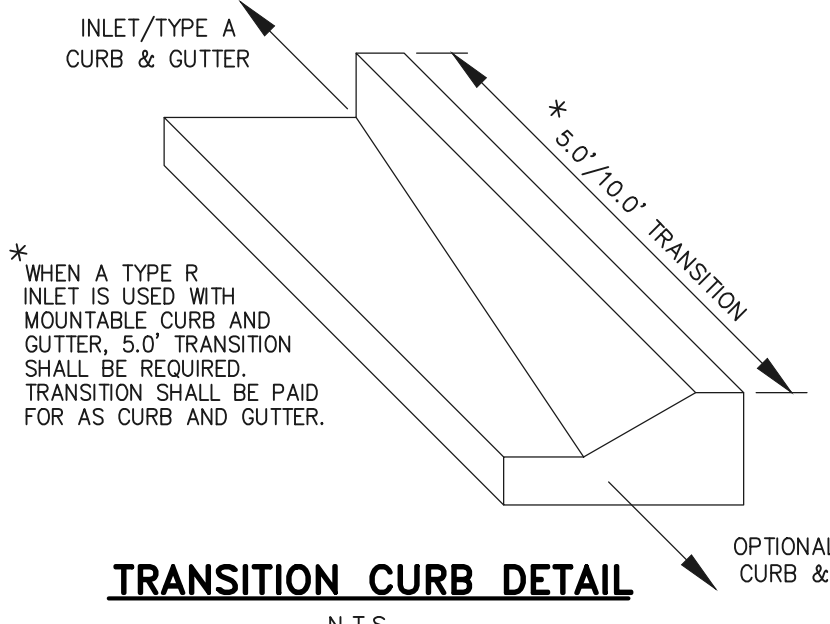 INLET/TYPE A
CURB & GUTTER
* 5.0'/10.0' TRANSITION
*
WHEN A TYPE R
INLET IS USED WITH
MOUNTABLE CURB AND
GUTTER, 5.0' TRANSITION
SHALL BE REQUIRED.
TRANSITION SHALL BE PAID
FOR AS CURB AND GUTTER.
OPTIONAL
CURB &
TRANSITION CURB DETAIL
N.T.S.